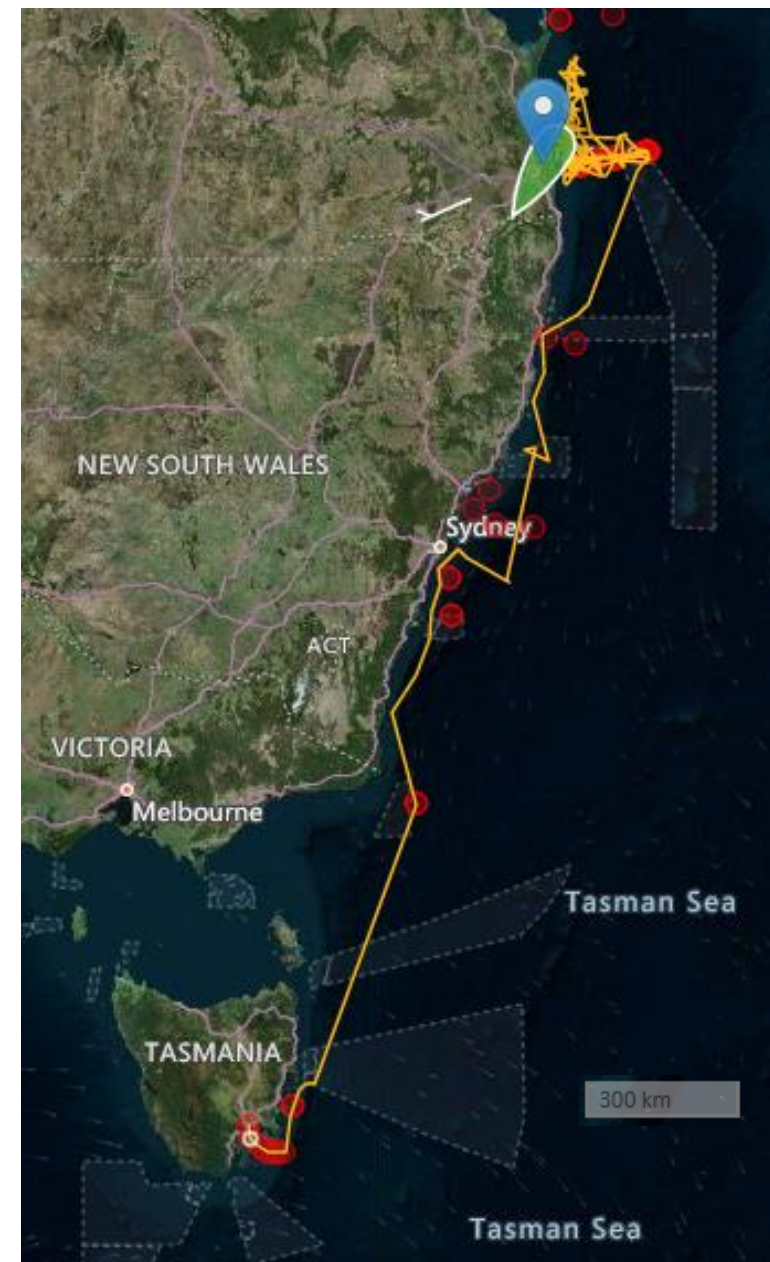 NEW SOUTH WALES
Sydney
ACT
VICTORIA
Melbourne
Tasman Sea
TASMANIA
300 km
Tasman Sea